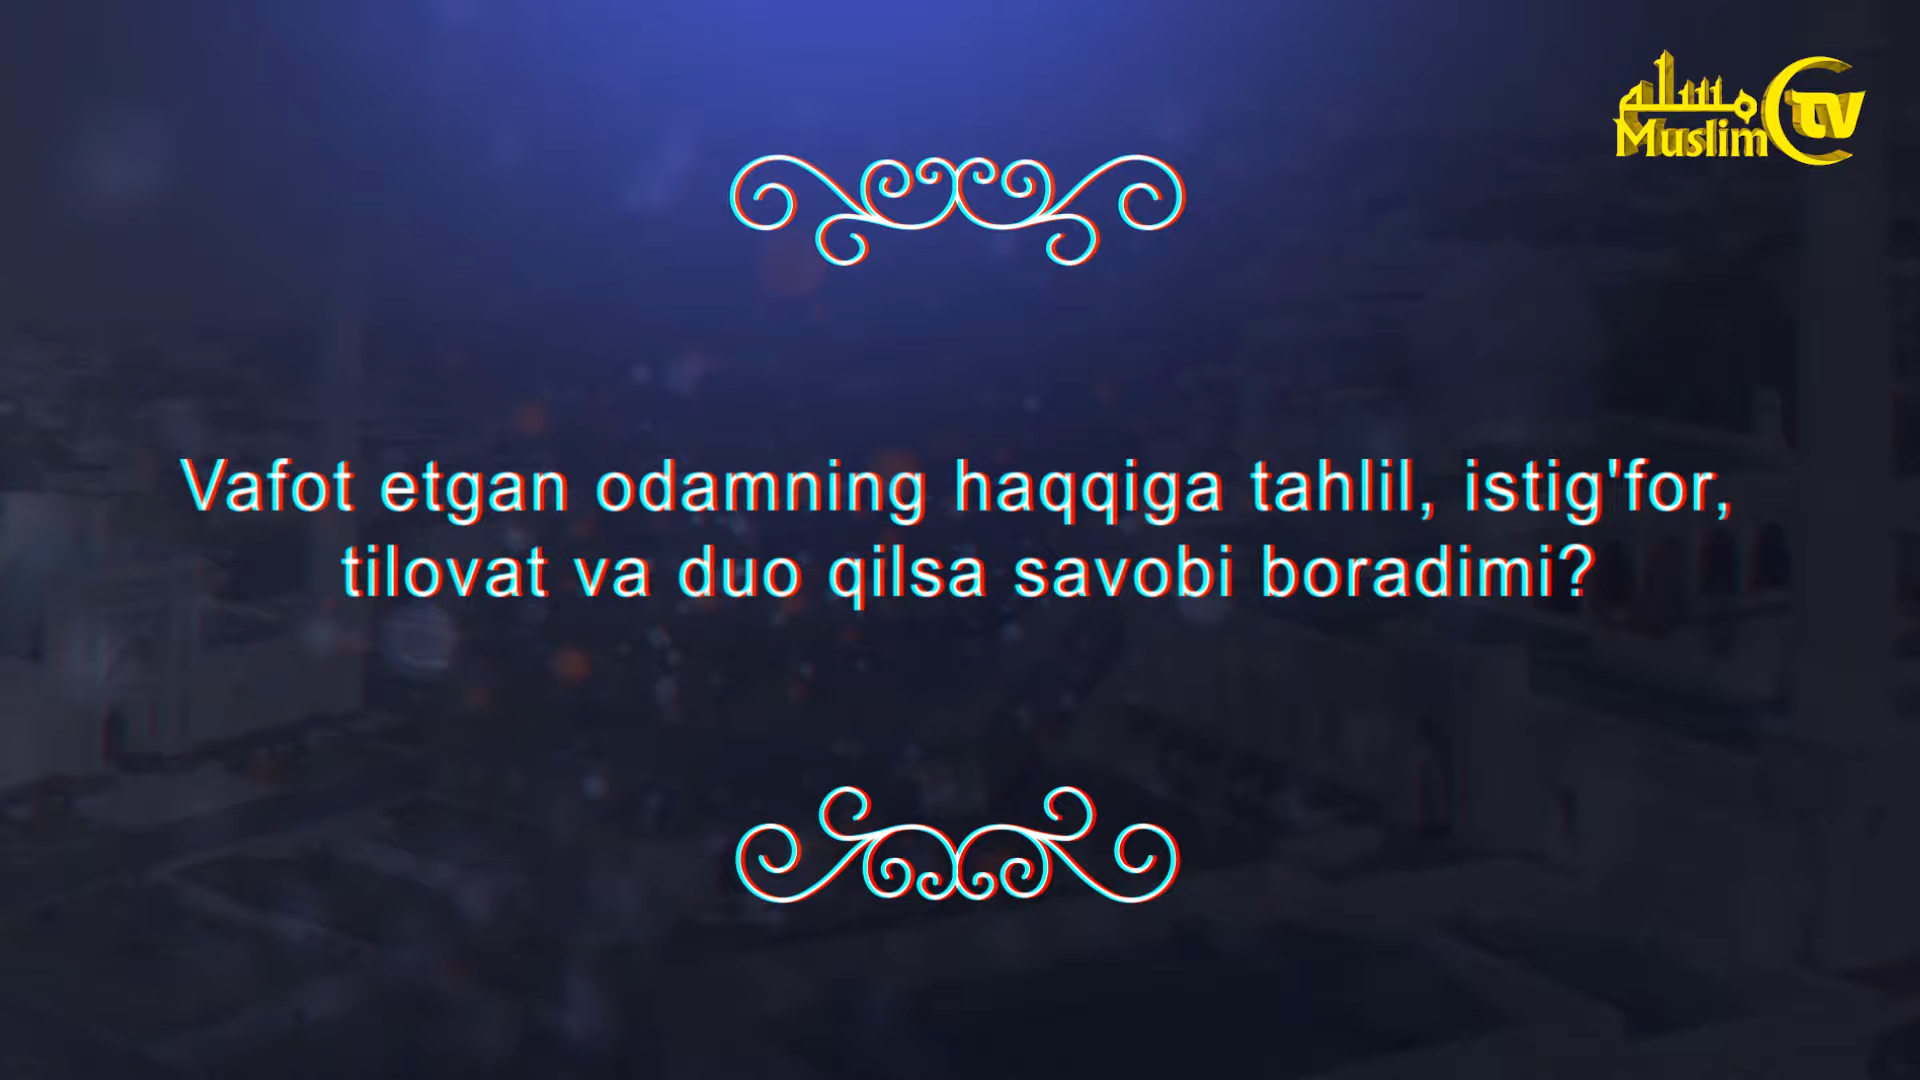 مسلم
Muslim TV
Vafot etgan odamning haqqiga tahlil, istig'for,
tilovat va duo qilsa savobi boradimi?